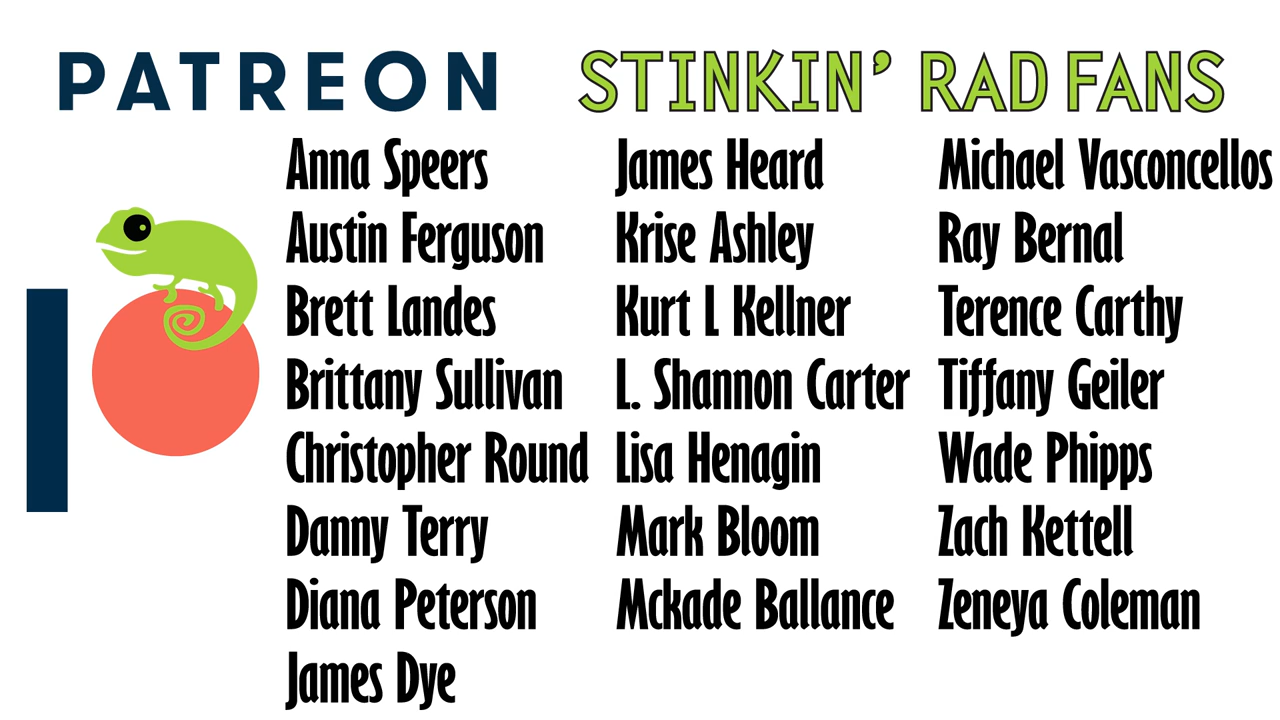 PATREON
STINKIN' RAD FANS
Anna Speers
Austin Ferguson
Brett Landes
Brittany Sullivan
Christopher Round
Danny Terry
Diana Peterson
James Dye
James Heard
Krise Ashley
Kurt L Kellner
L. Shannon Carter
Lisa Henagin
Mark Bloom
Mckade Ballance
Michael Vasconcellos
Ray Bernal
Terence Carthy
Tiffany Geiler
Wade Phipps
Zach Kettell
Zeneya Coleman